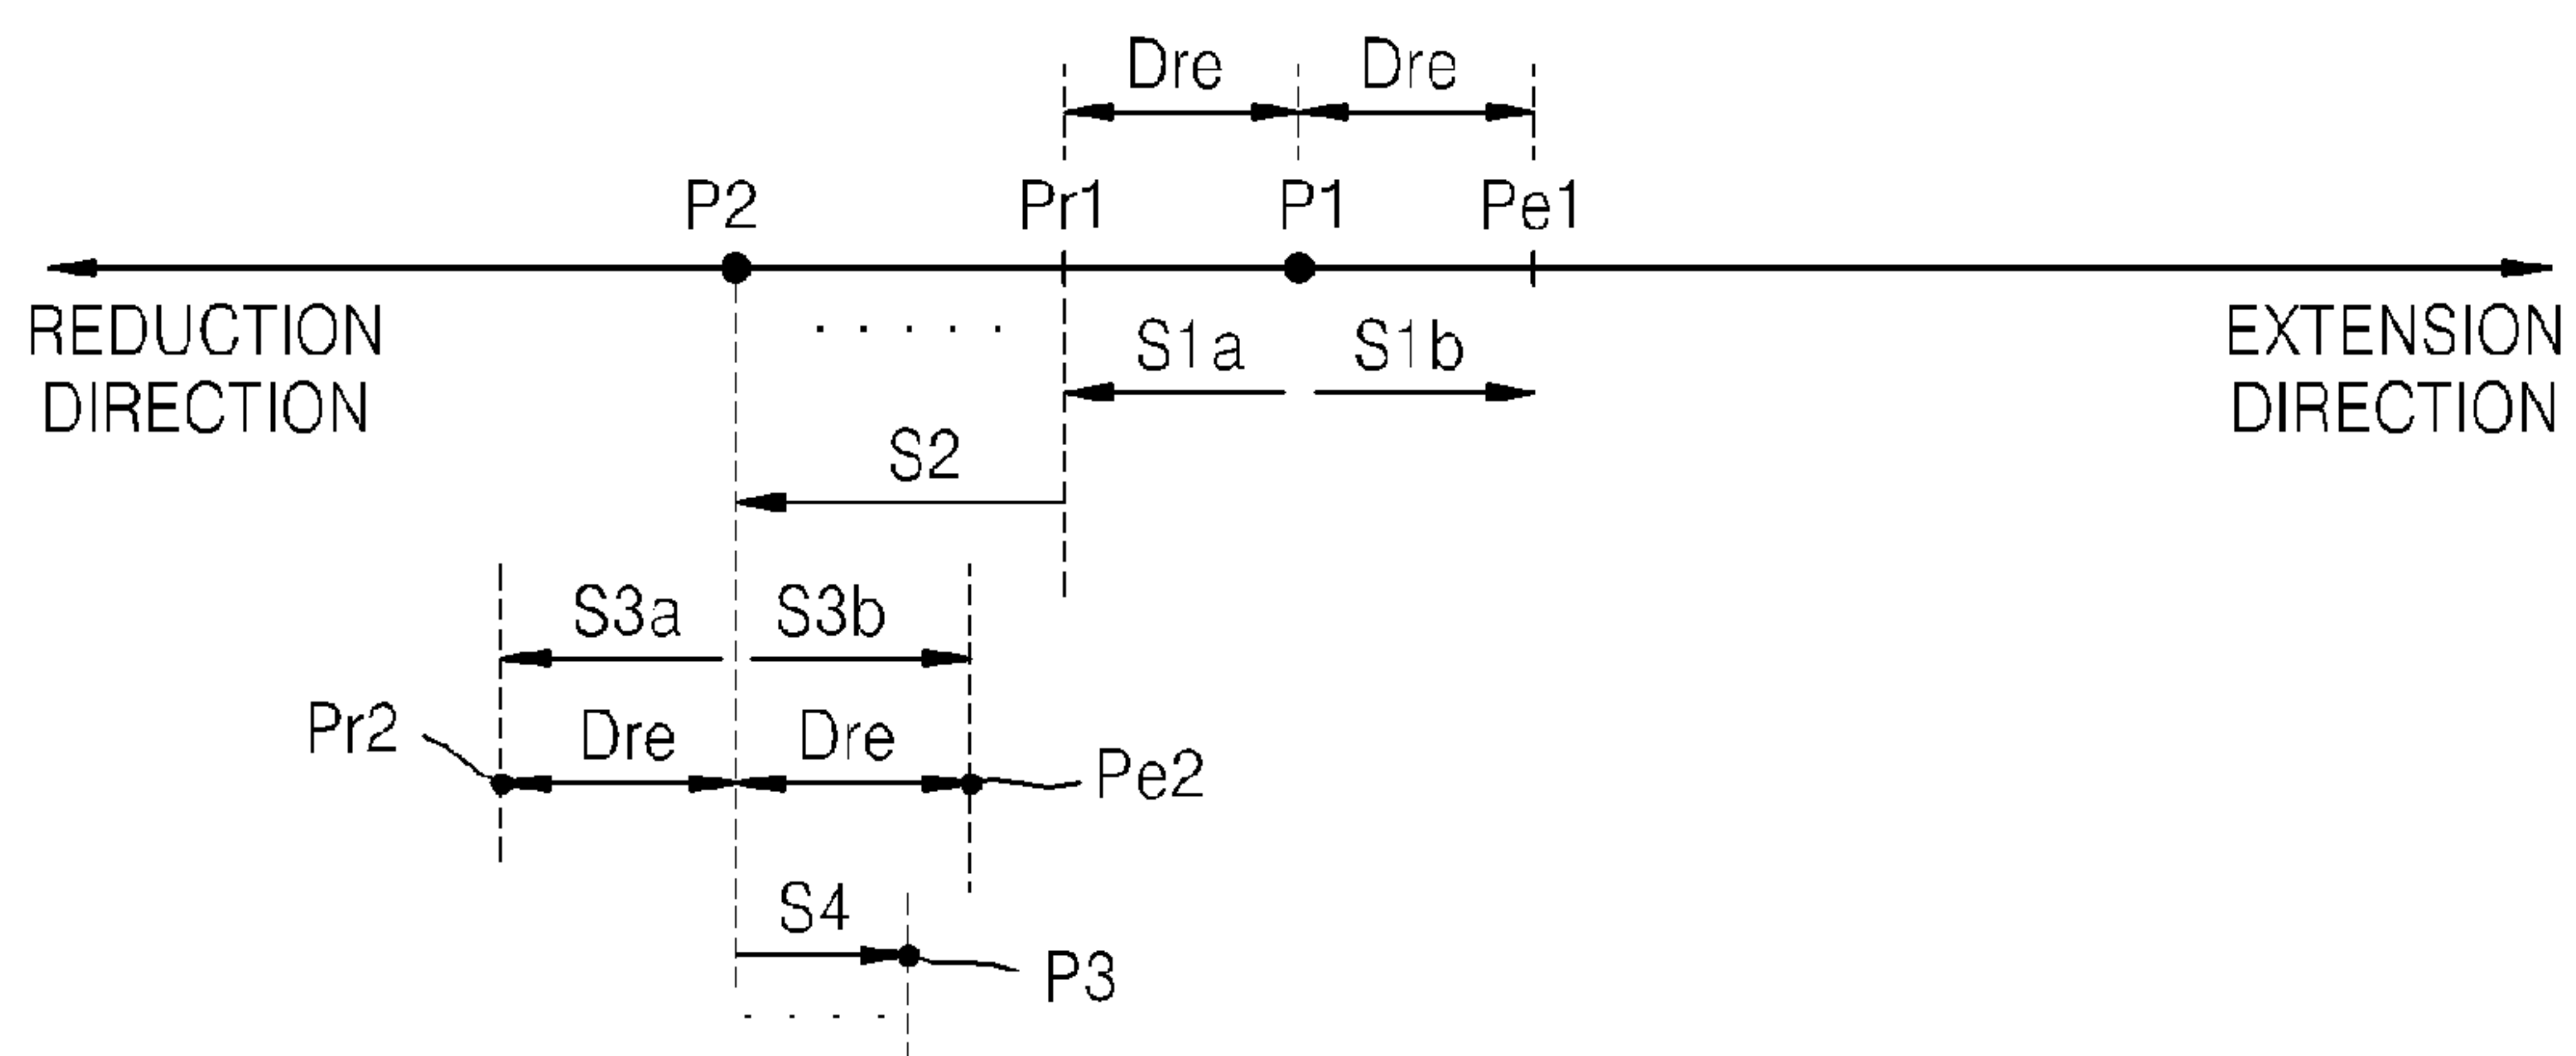 Dre Dre
P2 Pr1 P1 Pe1
REDUCTION
DIRECTION
EXTENSION
DIRECTION
S1a S1b
S2
S3a S3b
Pr2 Dre Dre Pe2
S4
P3